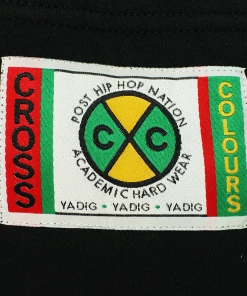 CROSS
POST HIP HOP NATION
C C
ACADEMIC HARD WEAR
YADIG · YADIG · YADIG
COLOURS